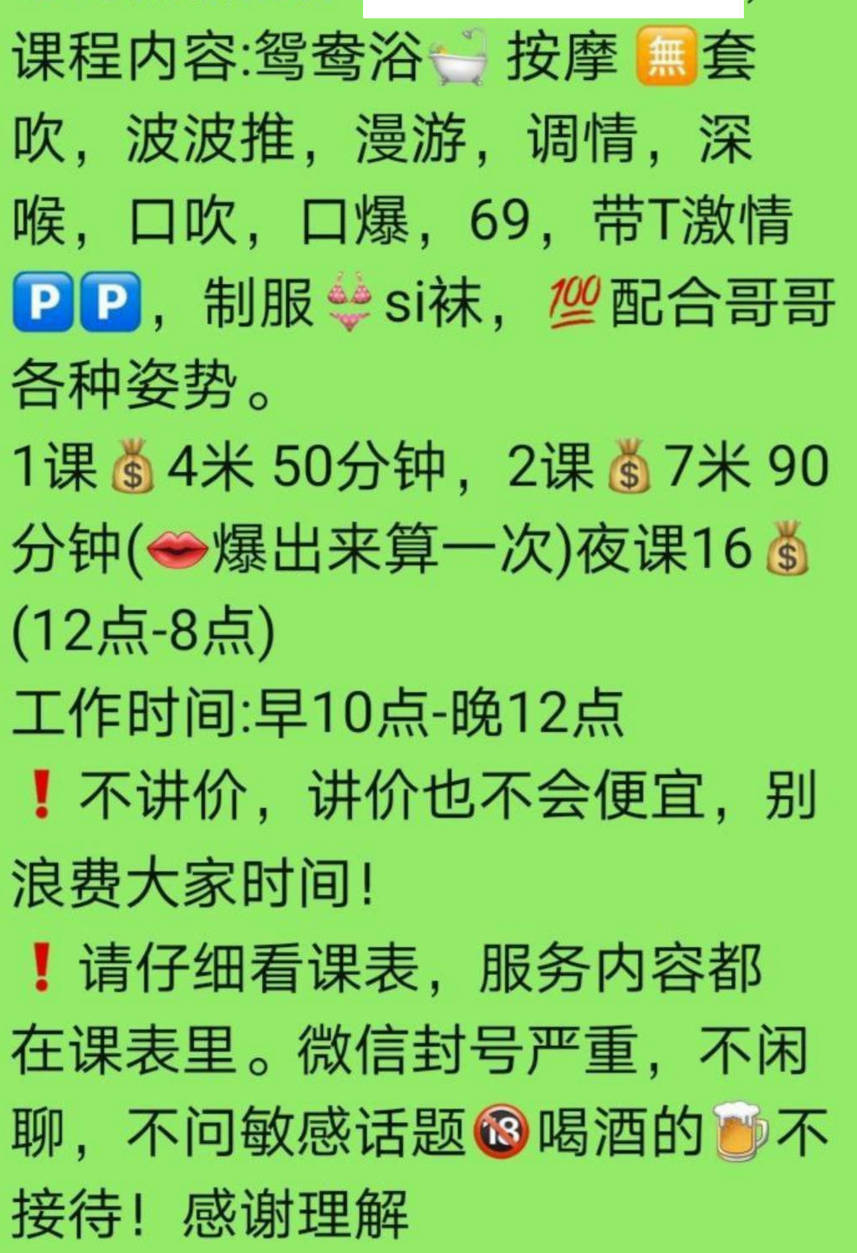 课程内容:鸳鸯浴🛁 按摩 🈚套
吹，波波推，漫游，调情，深
喉，口吹，口爆，69，带T激情
🅿️🅿️，制服👙si袜，💯配合哥哥
各种姿势。
1课💰4米 50分钟，2课💰7米 90
分钟(👄爆出来算一次)夜课16💰
(12点-8点)
工作时间:早10点-晚12点
❗不讲价，讲价也不会便宜，别
浪费大家时间！
❗请仔细看课表，服务内容都
在课表里。微信封号严重，不闲
聊，不问敏感话题🔞喝酒的🍺不
接待！感谢理解